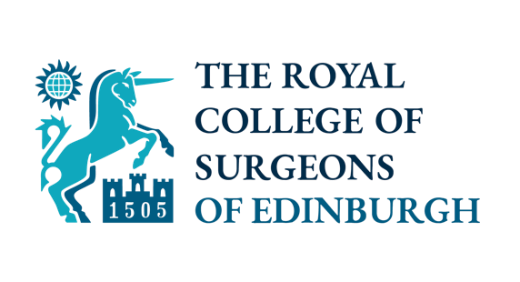 THE ROYAL
COLLEGE OF
SURGEONS
OF EDINBURGH
1505